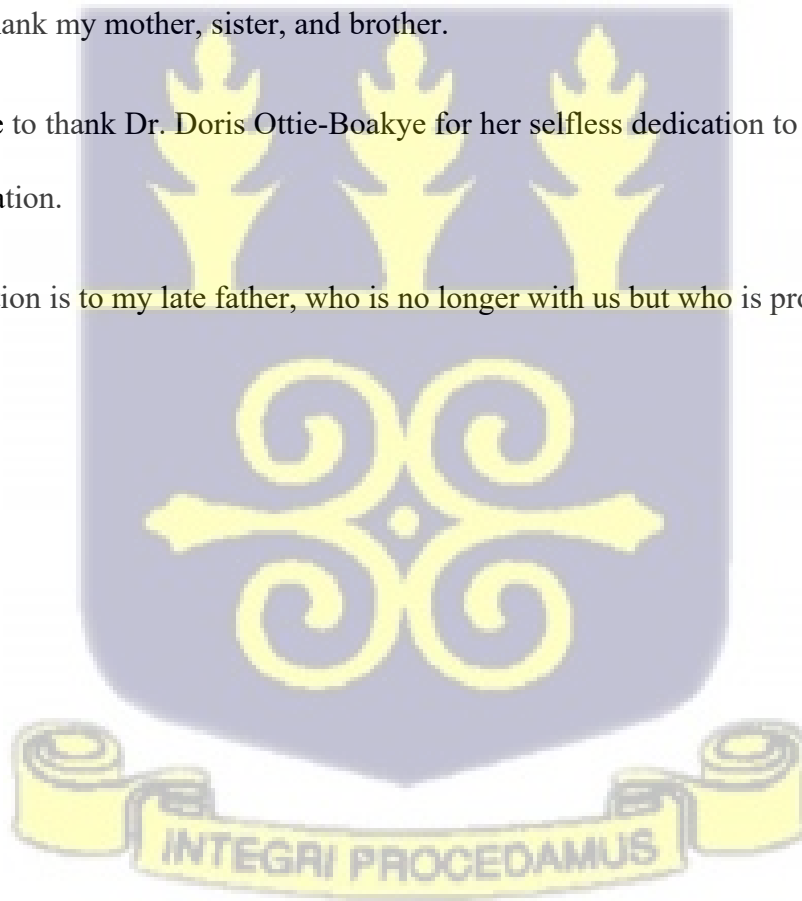 ank my mother, sister, and brother.
to thank Dr. Doris Ottie-Boakye for her selfless dedication to
ation.
tion is to my late father, who is no longer with us but who is pro
INTEGRI PROCEDAMUS